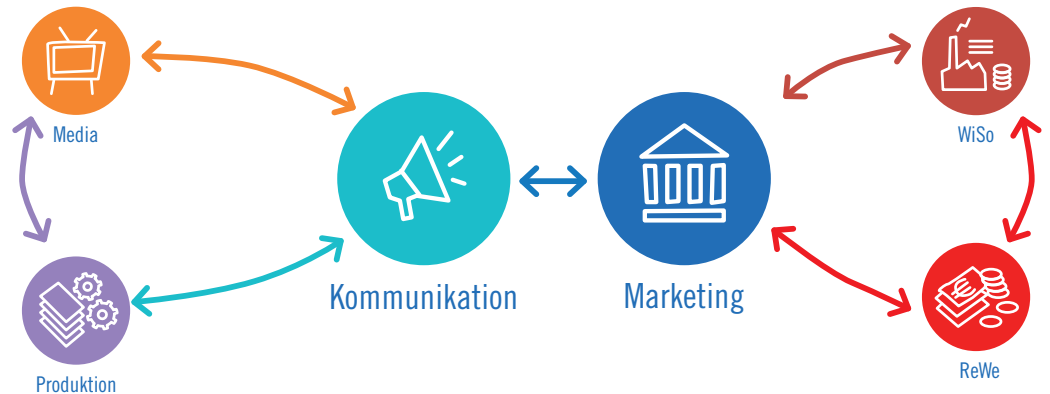 Media
WiSo
Kommunikation
Marketing
Produktion
ReWe